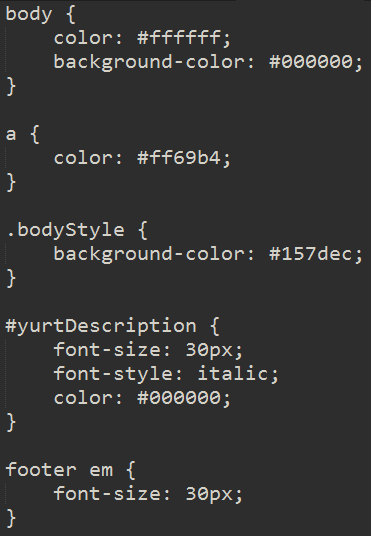 body {
    color: #ffffff;
    background-color: #000000;
}

a {
    color: #ff69b4;
}

.bodyStyle {
    background-color: #157dec;
}

#yurtDescription {
    font-size: 30px;
    font-style: italic;
    color: #000000;
}

footer em {
    font-size: 30px;
}